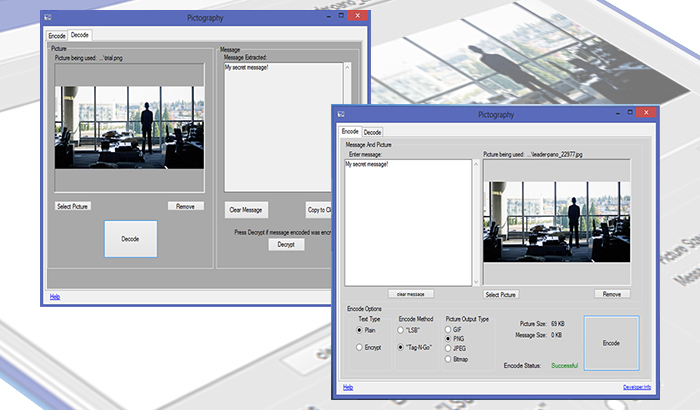 Pictography
Encode Decode
Picture
Picture being used: ...\trial.png
Select Picture Remove
Decode
Message
Message Extracted:
My secret message!
Clear Message Copy to Cli
Press Decrypt if message encoded was encr
Decrypt
Help
Pictography
Encode Decode
Message And Picture
Enter message:
My secret message!
clear message
Picture being used: ...\leader-pano_22977.jpg
Select Picture Remove
Encode Options
Text Type
Plain
Encrypt
Encode Method
"LSB"
"Tag-N-Go"
Picture Output Type
GIF
PNG
JPEG
Bitmap
Picture Size: 69 KB
Message Size: 0 KB
Encode Status: Successful
Encode
Help
Developer Info